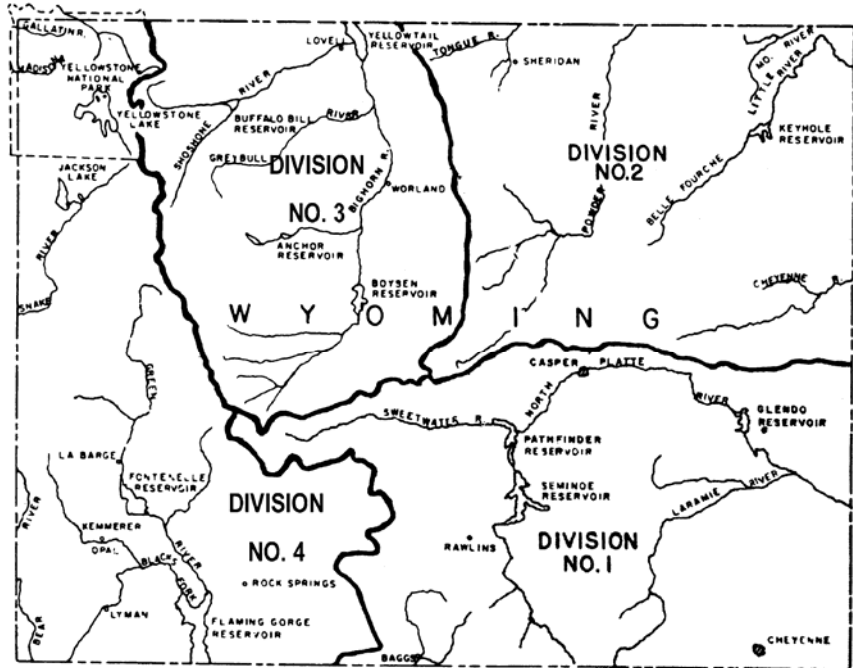 GALLATIN R.
MADISON
YELLOWSTONE
NATIONAL
PARK
YELLOWSTONE
LAKE
JACKSON
LAKE
SNAKE
RIVER
SHOSHONE
RIVER
LOVELL
YELLOWTAIL
RESERVOIR
BUFFALO BILL
RESERVOIR
GREYBULL
RIVER
DIVISION
NO. 3
BIGHORN R.
WORLAND
ANCHOR
RESERVOIR
BOYSEN
RESERVOIR
TONGUE R.
SHERIDAN
POWDER
RIVER
DIVISION
NO.2
LITTLE
MO. RIVER
RIVER
KEYHOLE
RESERVOIR
BELLE FOURCHE
CHEYENNE R.
WYOMING
GREEN
RIVER
LA BARGE
FONTENELLE
RESERVOIR
KEMMERER
OPAL
BLACKS
FORK
LYMAN
BEAR
RIVER
FLAMING GORGE
RESERVOIR
DIVISION
NO. 4
ROCK SPRINGS
SWEETWATER R.
CASPER
NORTH
PLATTE
RIVER
PATHFINDER
RESERVOIR
SEMINOE
RESERVOIR
GLENDO
RESERVOIR
LARAMIE
RIVER
RAWLINS
DIVISION
NO. 1
BAGGS
CHEYENNE